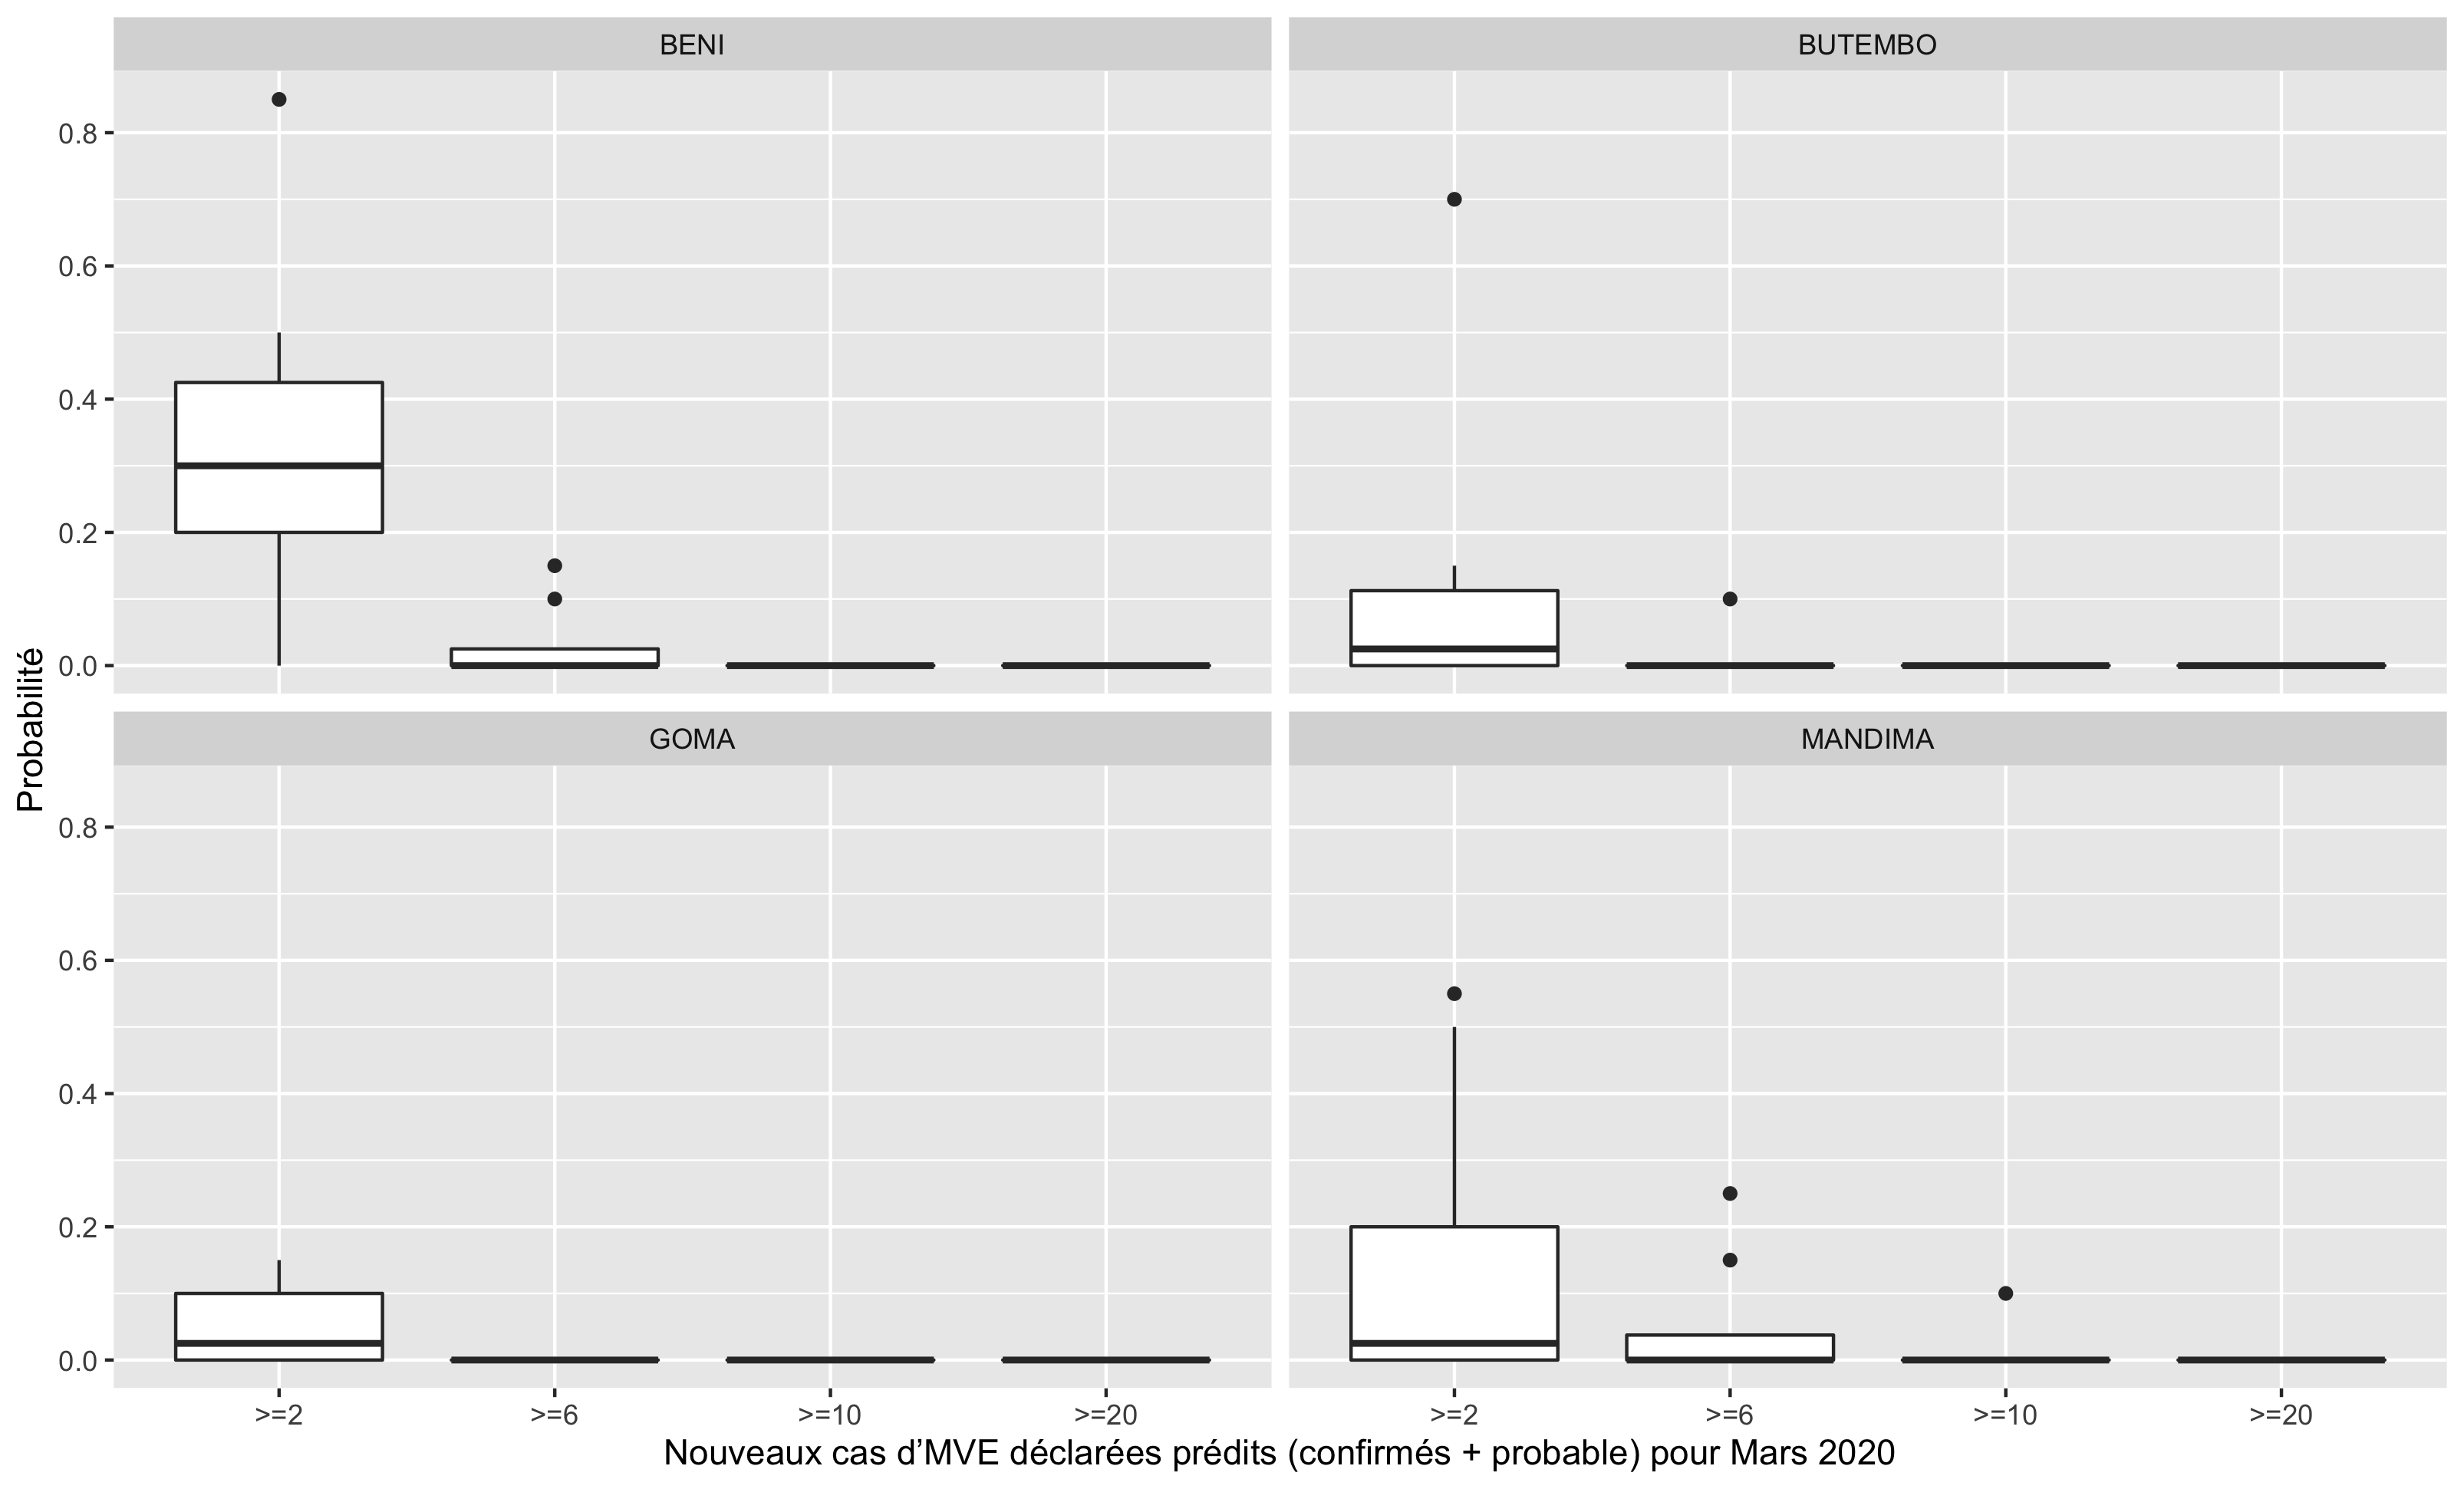 BENI
BUTEMBO
0.8
0.6
0.4
0.2
0.0
GOMA
MANDIMA
0.8
0.6
0.4
0.2
0.0
Probabilité
>=2 >=6 >=10 >=20 >=2 >=6 >=10 >=20
Nouveaux cas d’MVE déclarées prédits (confirmés + probable) pour Mars 2020